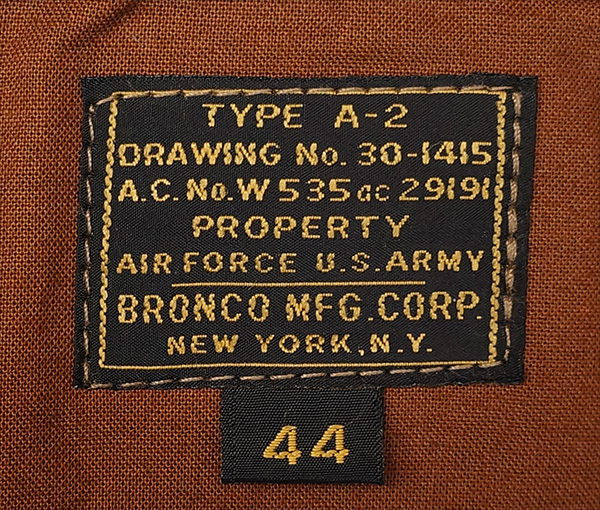 TYPE A-2
DRAWING No. 30-1415
A.C. No. W 535 ac 29191
PROPERTY
AIR FORCE U.S. ARMY
BRONCO MFG. CORP.
NEW YORK, N.Y.
44